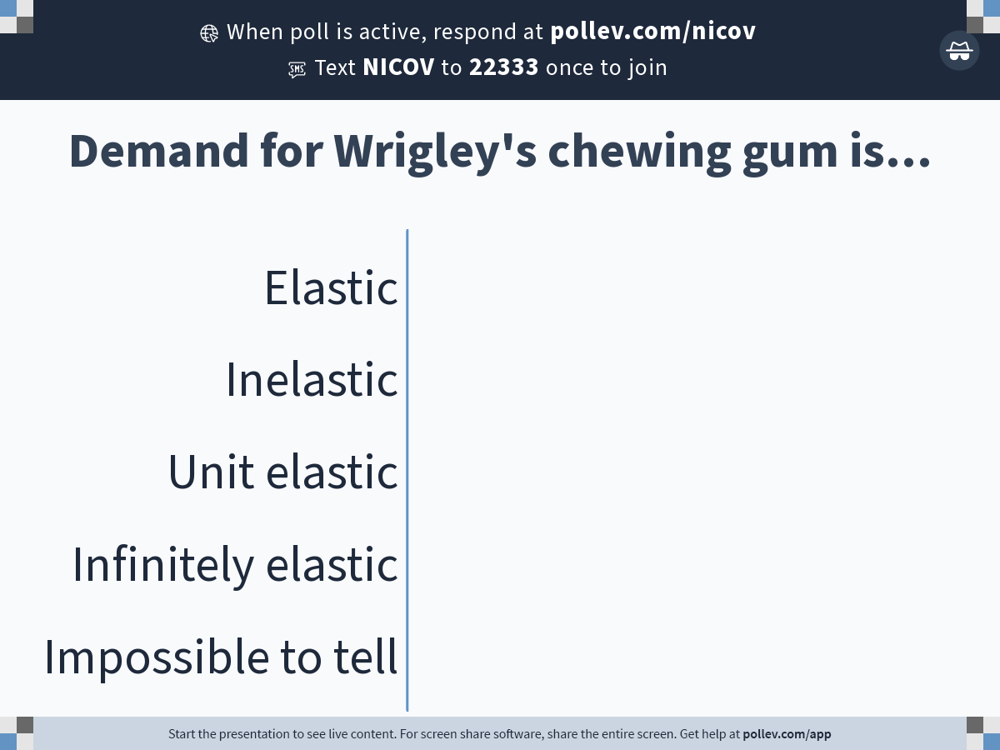 When poll is active, respond at pollev.com/nicov
SMS Text NICOV to 22333 once to join
Demand for Wrigley's chewing gum is...
Elastic
Inelastic
Unit elastic
Infinitely elastic
Impossible to tell
Start the presentation to see live content. For screen share software, share the entire screen. Get help at pollev.com/app